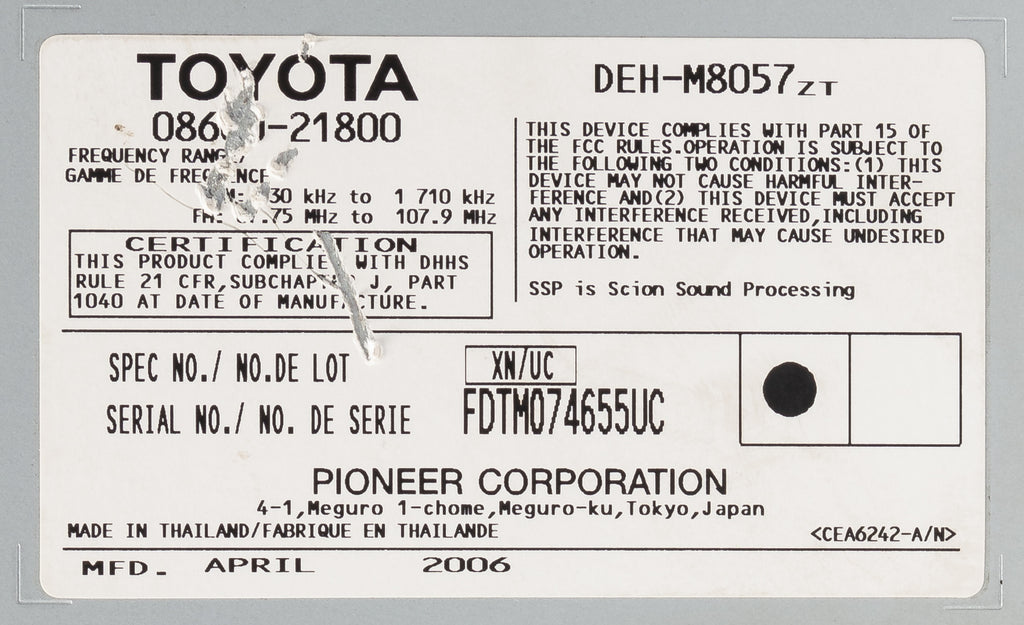 TOYOTA
DEH-M8057ZT
-21800
FREQUENCY
GAMME DE
kHz to 1 710 kHz
MHz to 107.9 MHz
CERTIFICATION
THIS PRODUCT WITH DHHS
RULE 21 CFR, J, PART
1040 AT DATE OF
THIS DEVICE COMPLIES WITH PART 15 OF
THE FCC RULES.OPERATION IS SUBJECT TO
THE FOLLOWING TWO CONDITIONS:(1) THIS
DEVICE MAY NOT CAUSE HARMFUL INTER-
FERENCE AND(2) THIS DEVICE MUST ACCEPT
ANY INTERFERENCE RECEIVED,INCLUDING
INTERFERENCE THAT MAY CAUSE UNDESIRED
OPERATION.
SSP is Scion Sound Processing
SPEC NO./ NO.DE LOT XN/UC
SERIAL NO./ NO. DE SERIE FDTM074655UC
PIONEER CORPORATION
4-1,Meguro 1-chome,Meguro-ku,Tokyo,Japan
MADE IN THAILAND/FABRIQUE EN THAILANDE
<CEA6242-A/N>
MFD. APRIL 2006